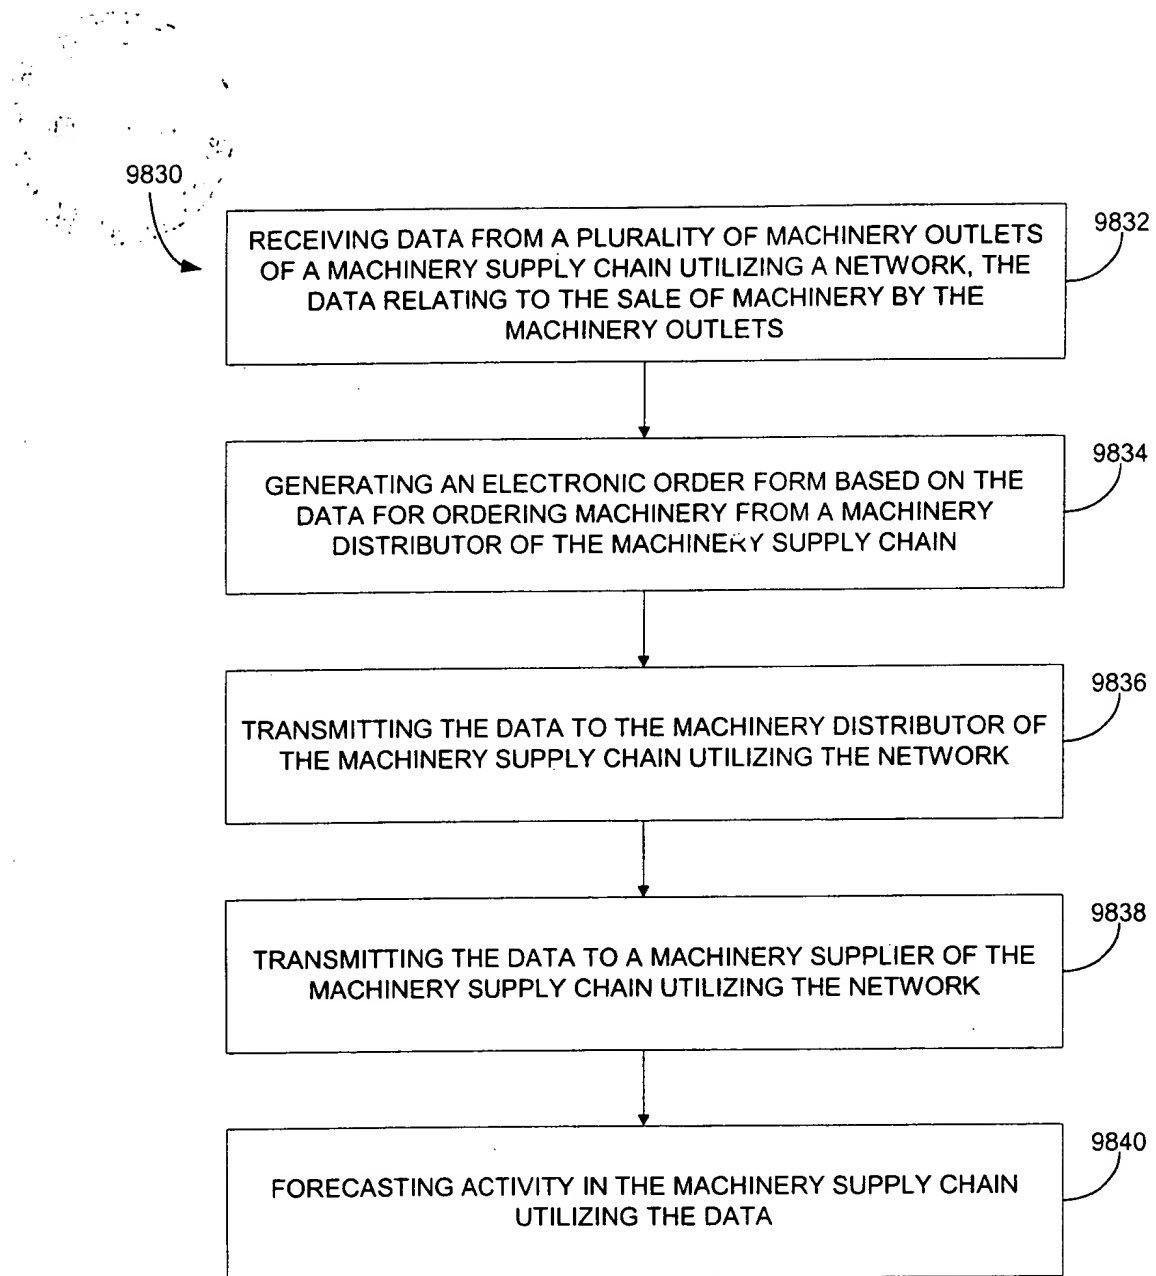 9830
9832
RECEIVING DATA FROM A PLURALITY OF MACHINERY OUTLETS
OF A MACHINERY SUPPLY CHAIN UTILIZING A NETWORK, THE
DATA RELATING TO THE SALE OF MACHINERY BY THE
MACHINERY OUTLETS
9834
GENERATING AN ELECTRONIC ORDER FORM BASED ON THE
DATA FOR ORDERING MACHINERY FROM A MACHINERY
DISTRIBUTOR OF THE MACHINERY SUPPLY CHAIN
9836
TRANSMITTING THE DATA TO THE MACHINERY DISTRIBUTOR OF
THE MACHINERY SUPPLY CHAIN UTILIZING THE NETWORK
9838
TRANSMITTING THE DATA TO A MACHINERY SUPPLIER OF THE
MACHINERY SUPPLY CHAIN UTILIZING THE NETWORK
9840
FORECASTING ACTIVITY IN THE MACHINERY SUPPLY CHAIN
UTILIZING THE DATA